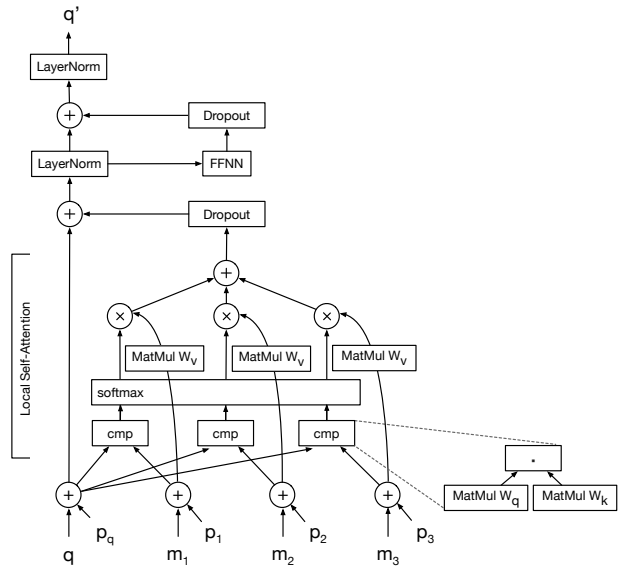 q'
LayerNorm
+
Dropout
LayerNorm
FFNN
+
Dropout
+
× × ×
MatMul Wv MatMul Wv MatMul Wv
Local Self-Attention
softmax
cmp cmp cmp
.
MatMul Wq MatMul Wk
+ + + +
q pq m1 p1 m2 p2 m3 p3